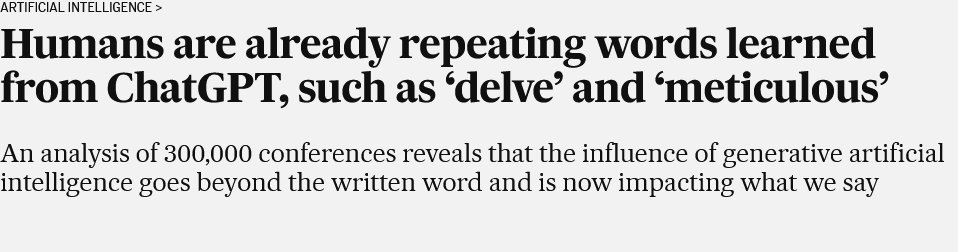 ARTIFICIAL INTELLIGENCE >
Humans are already repeating words learned
from ChatGPT, such as ‘delve’ and ‘meticulous’
An analysis of 300,000 conferences reveals that the influence of generative artificial
intelligence goes beyond the written word and is now impacting what we say